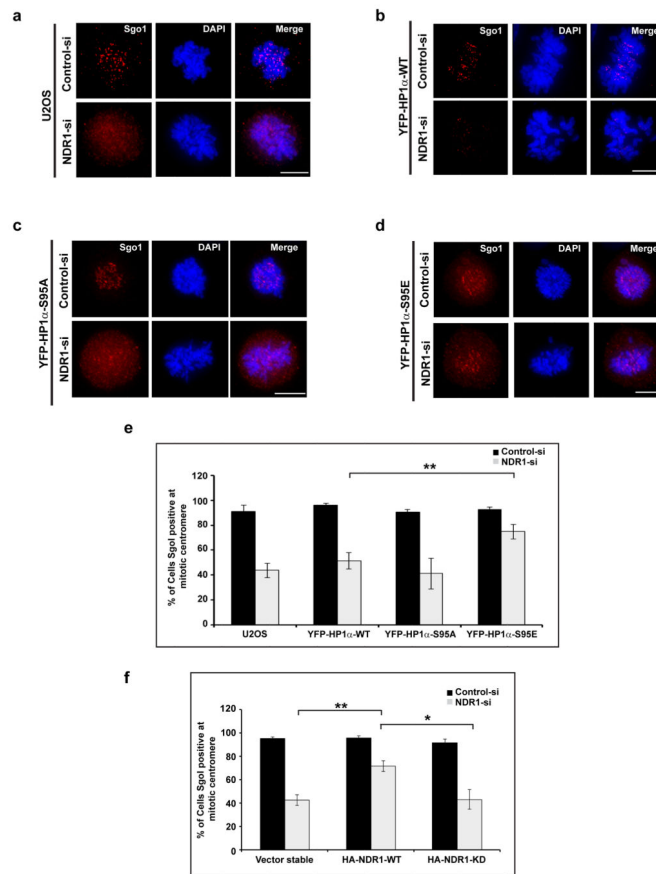 a
Sgo1 DAPI Merge
U2OS
Control-si
NDR1-si
b
Sgo1 DAPI Merge
YFP-HP1α-WT
Control-si
NDR1-si
c
Sgo1 DAPI Merge
YFP-HP1α-S95A
Control-si
NDR1-si
d
Sgo1 DAPI Merge
YFP-HP1α-S95E
Control-si
NDR1-si
e
Control-si
NDR1-si
**
% of Cells SgoI positive at
mitotic centromere
120
100
80
60
40
20
0
U2OS YFP-HP1α-WT YFP-HP1α-S95A YFP-HP1α-S95E
f
Control-si
NDR1-si
** *
% of Cells SgoI positive at
mitotic centromere
120
100
80
60
40
20
0
Vector stable HA-NDR1-WT HA-NDR1-KD